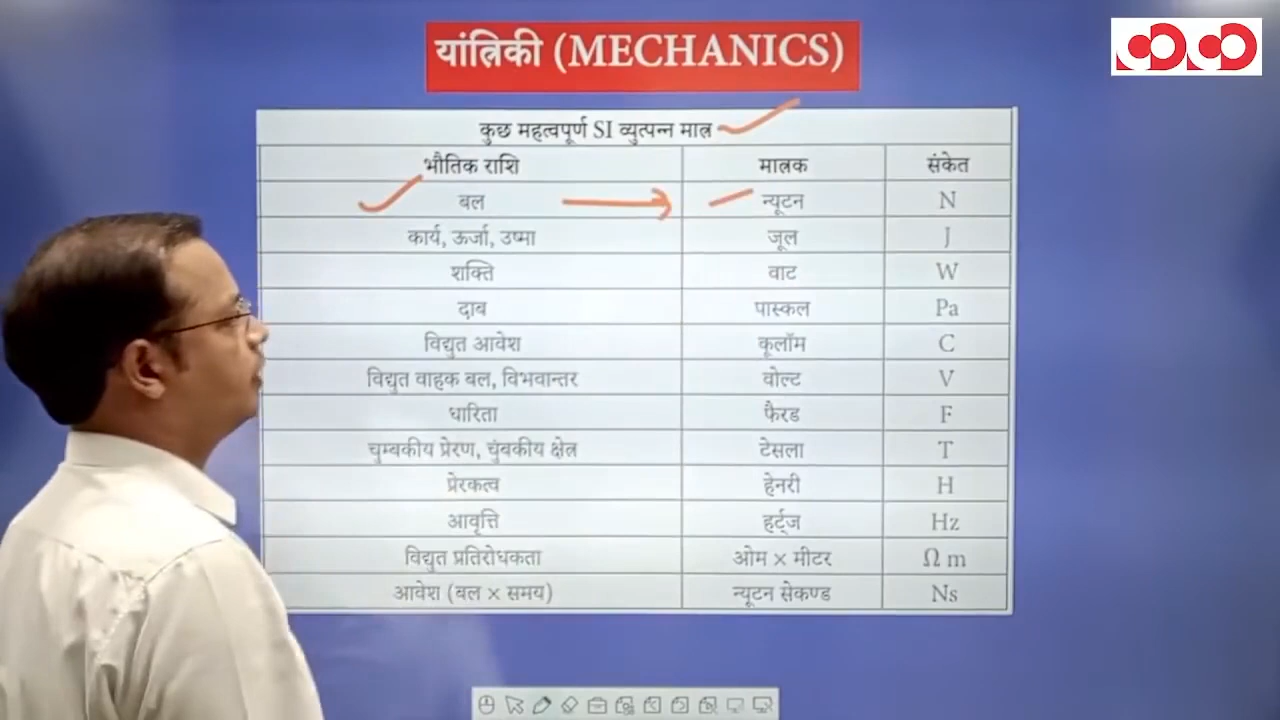 यांत्रिकी (MECHANICS)
कुछ महत्वपूर्ण SI व्युत्पन्न मात्र
भौतिक राशि मात्रक संकेत
बल न्यूटन N
कार्य, ऊर्जा, उष्मा जूल J
शक्ति वाट W
दाब पास्कल Pa
विद्युत आवेश कूलॉम C
विद्युत वाहक बल, विभवान्तर वोल्ट V
धारिता फैरड F
चुम्बकीय प्रेरण, चुंबकीय क्षेत्र टेसला T
प्रेरकत्व हेनरी H
आवृत्ति हर्ट्ज Hz
विद्युत प्रतिरोधकता ओम × मीटर Ω m
आवेश (बल × समय) न्यूटन सेकण्ड Ns